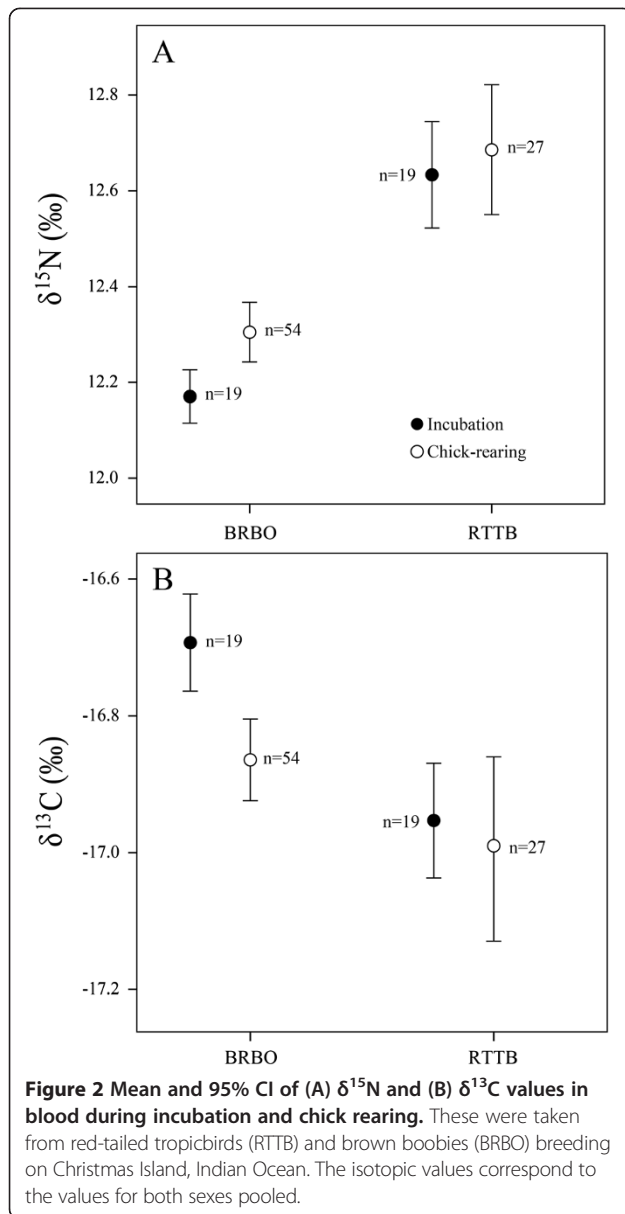 A
12.8
12.6
12.4
12.2
12.0
δ¹⁵N (‰)
n=19
n=54
n=19
n=27
Incubation
Chick-rearing
BRBO
RTTB
B
-16.6
-16.8
-17.0
-17.2
δ¹³C (‰)
n=19
n=54
n=19
n=27
BRBO
RTTB
Figure 2 Mean and 95% CI of (A) δ¹⁵N and (B) δ¹³C values in
blood during incubation and chick rearing. These were taken
from red-tailed tropicbirds (RTTB) and brown boobies (BRBO) breeding
on Christmas Island, Indian Ocean. The isotopic values correspond to
the values for both sexes pooled.